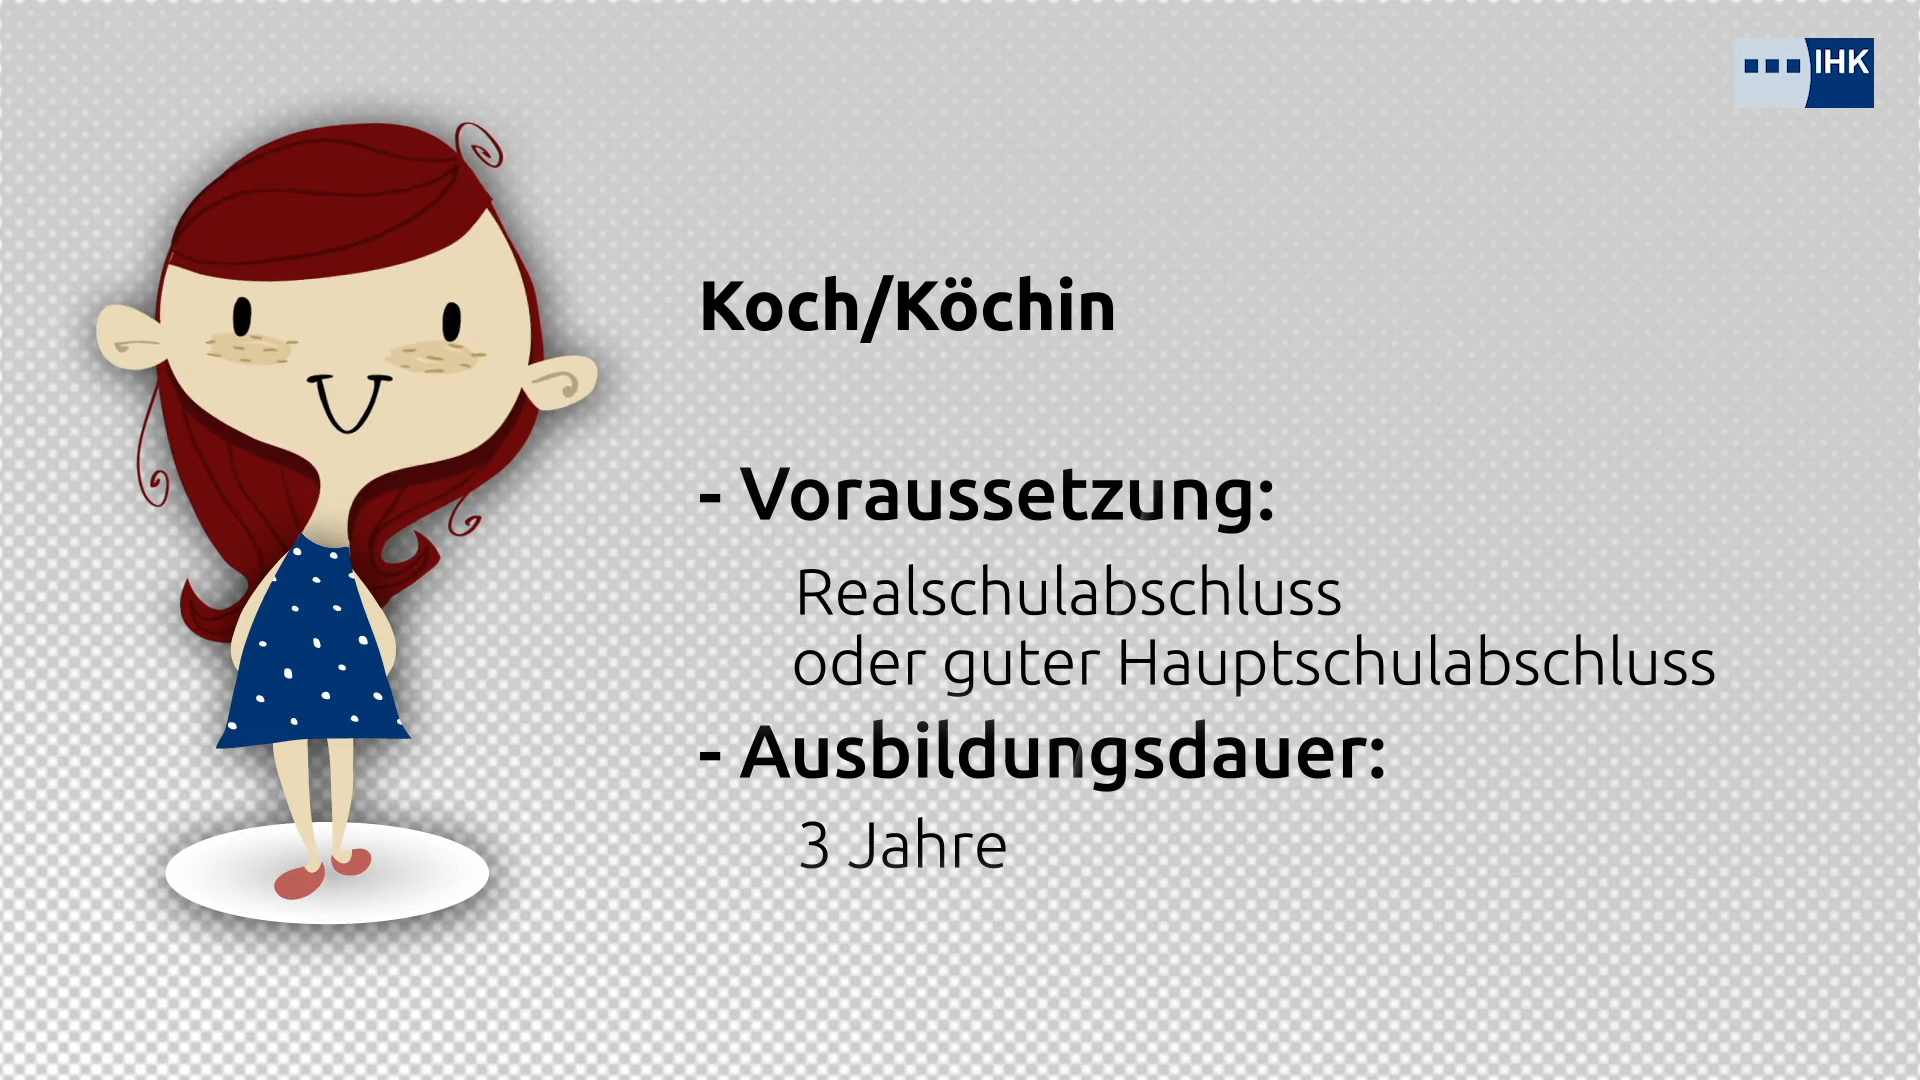 IHK
Koch/Köchin
- Voraussetzung:
Realschulabschluss
oder guter Hauptschulabschluss
- Ausbildungsdauer:
3 Jahre